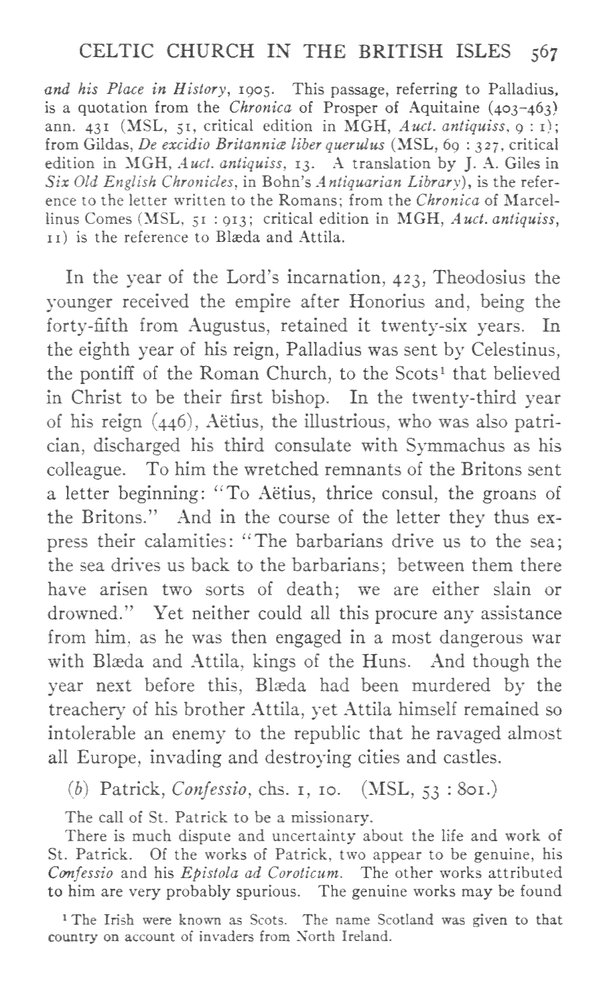 CELTIC CHURCH IN THE BRITISH ISLES 567
and his Place in History, 1905. This passage, referring to Palladius,
is a quotation from the Chronica of Prosper of Aquitaine (403–463)
ann. 431 (MSL, 51, critical edition in MGH, Auct. antiquiss, 9 : 1);
from Gildas, De excidio Britanniæ liber querulus (MSL, 69 : 327, critical
edition in MGH, Auct. antiquiss, 13. A translation by J. A. Giles in
Six Old English Chronicles, in Bohn's Antiquarian Library), is the refer-
ence to the letter written to the Romans; from the Chronica of Marcel-
linus Comes (MSL, 51 : 913; critical edition in MGH, Auct. antiquiss,
11) is the reference to Blæda and Attila.
In the year of the Lord's incarnation, 423, Theodosius the
younger received the empire after Honorius and, being the
forty-fifth from Augustus, retained it twenty-six years. In
the eighth year of his reign, Palladius was sent by Celestinus,
the pontiff of the Roman Church, to the Scots¹ that believed
in Christ to be their first bishop. In the twenty-third year
of his reign (446), Aëtius, the illustrious, who was also patri-
cian, discharged his third consulate with Symmachus as his
colleague. To him the wretched remnants of the Britons sent
a letter beginning: "To Aëtius, thrice consul, the groans of
the Britons." And in the course of the letter they thus ex-
press their calamities: "The barbarians drive us to the sea;
the sea drives us back to the barbarians; between them there
have arisen two sorts of death; we are either slain or
drowned." Yet neither could all this procure any assistance
from him, as he was then engaged in a most dangerous war
with Blæda and Attila, kings of the Huns. And though the
year next before this, Blæda had been murdered by the
treachery of his brother Attila, yet Attila himself remained so
intolerable an enemy to the republic that he ravaged almost
all Europe, invading and destroying cities and castles.
(b) Patrick, Confessio, chs. 1, 10. (MSL, 53 : 801.)
The call of St. Patrick to be a missionary.
There is much dispute and uncertainty about the life and work of
St. Patrick. Of the works of Patrick, two appear to be genuine, his
Confessio and his Epistola ad Coroticum. The other works attributed
to him are very probably spurious. The genuine works may be found
¹ The Irish were known as Scots. The name Scotland was given to that
country on account of invaders from North Ireland.